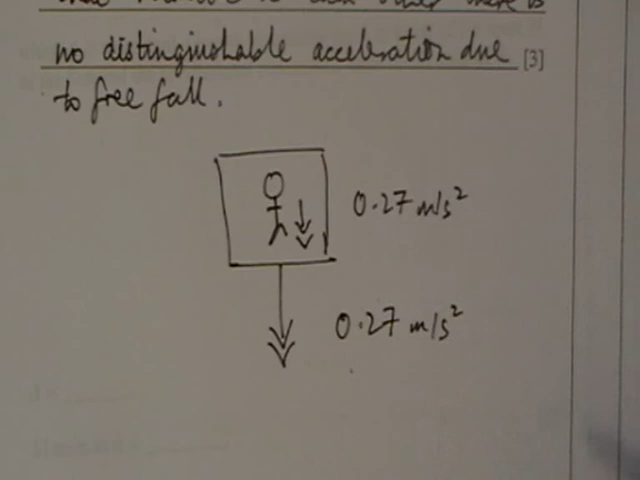 no distinguishable acceleration due [3]
to free fall.
0.27 m/s²
0.27 m/s²